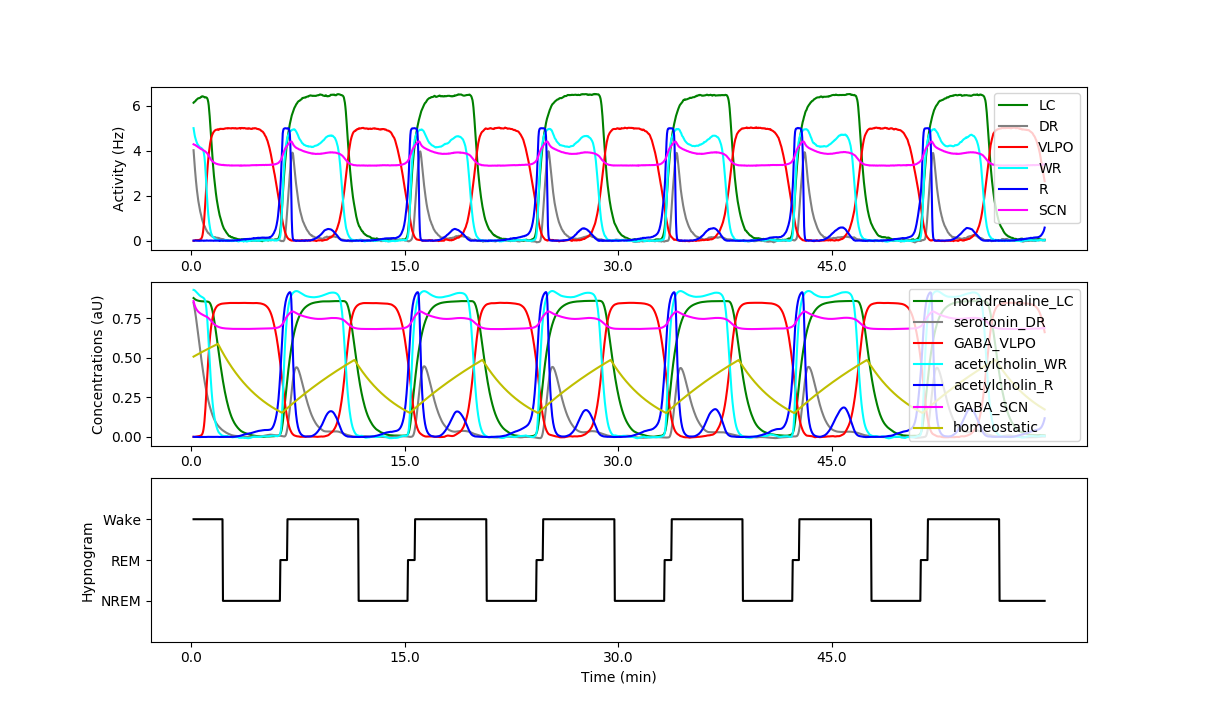 Activity (Hz)
6
4
2
0
0.0 15.0 30.0 45.0
LC
DR
VLPO
WR
R
SCN
Concentrations (aU)
0.75
0.50
0.25
0.00
0.0 15.0 30.0 45.0
noradrenaline_LC
serotonin_DR
GABA_VLPO
acetylcholin_WR
acetylcholin_R
GABA_SCN
homeostatic
Hypnogram
Wake
REM
NREM
0.0 15.0 30.0 45.0
Time (min)